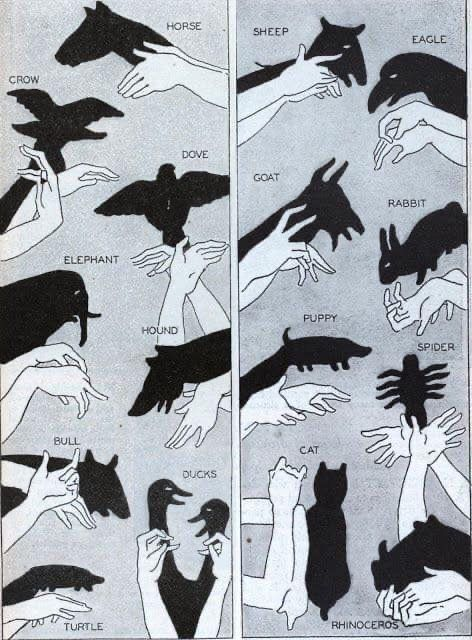 HORSE
CROW
DOVE
ELEPHANT
HOUND
BULL
DUCKS
TURTLE
SHEEP
EAGLE
GOAT
RABBIT
PUPPY
SPIDER
CAT
RHINOCEROS